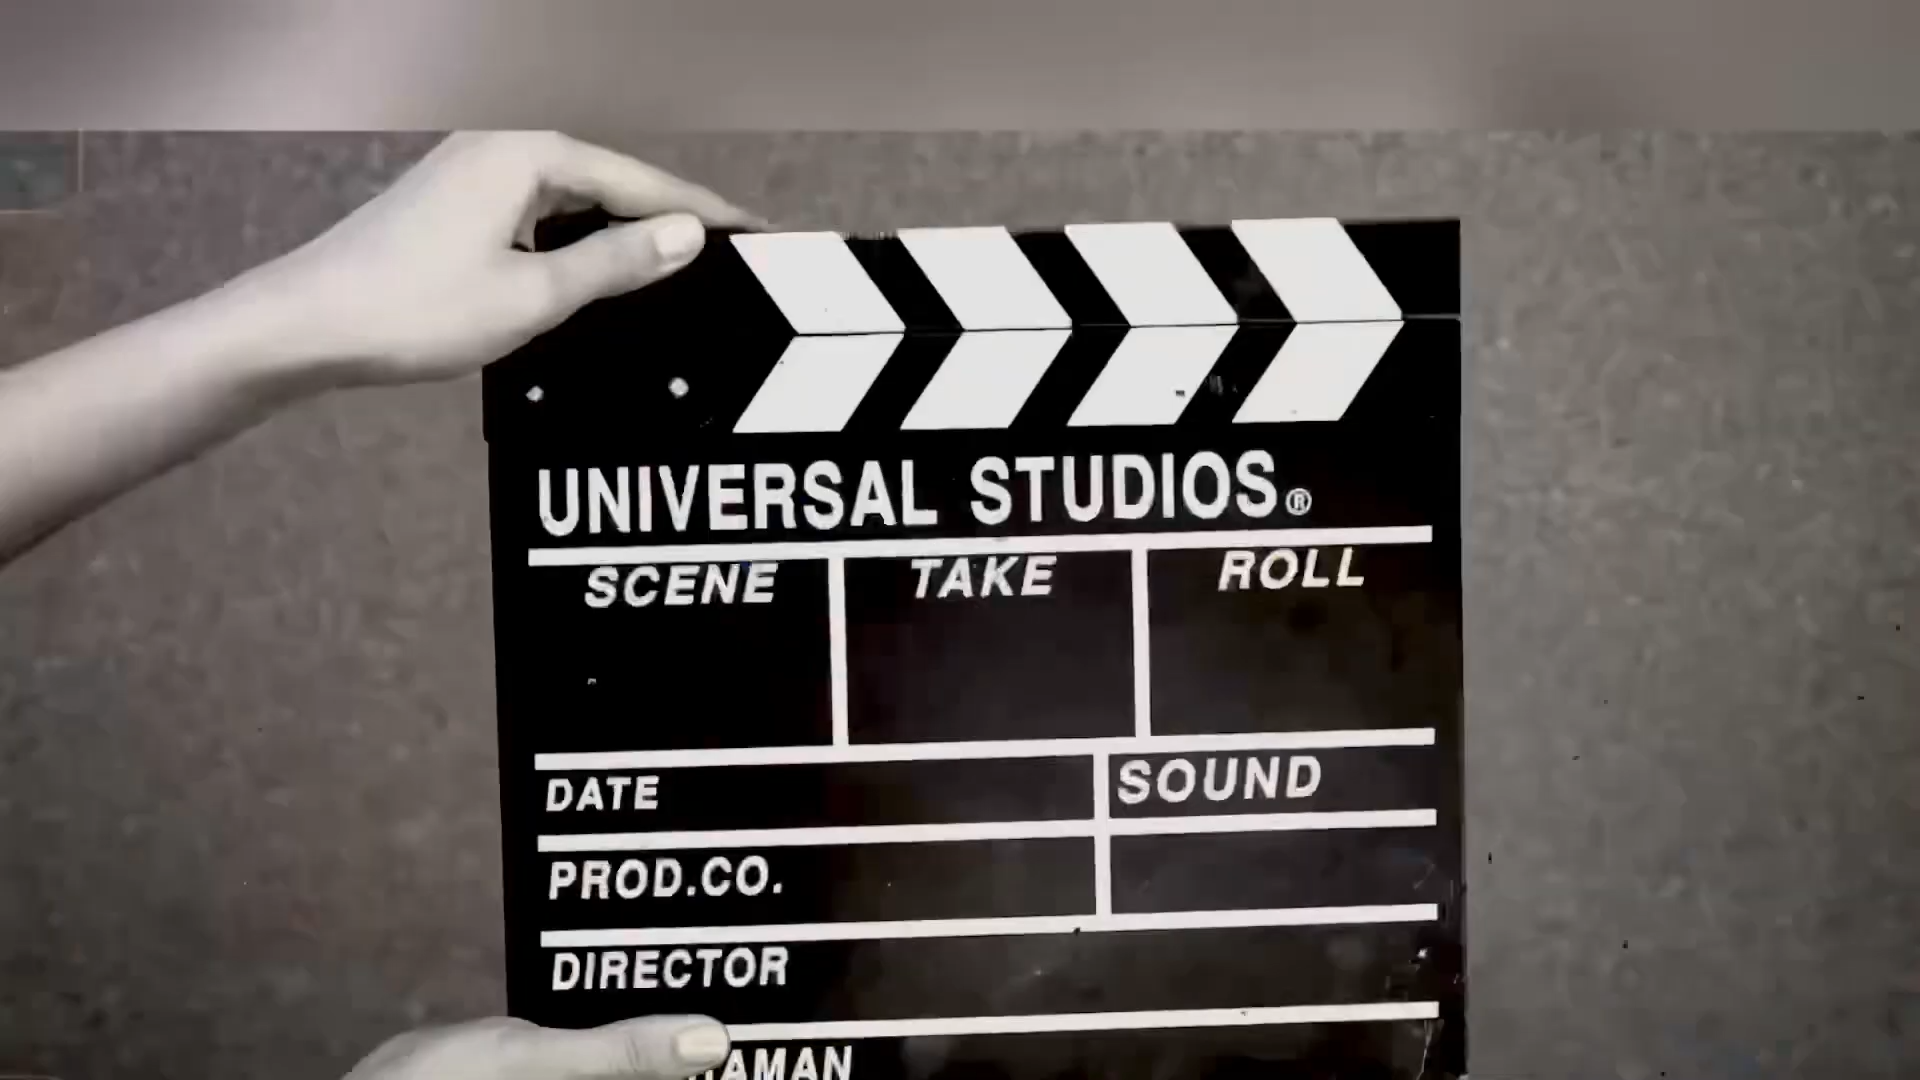 UNIVERSAL STUDIOS®
SCENE TAKE ROLL
DATE SOUND
PROD.CO.
DIRECTOR